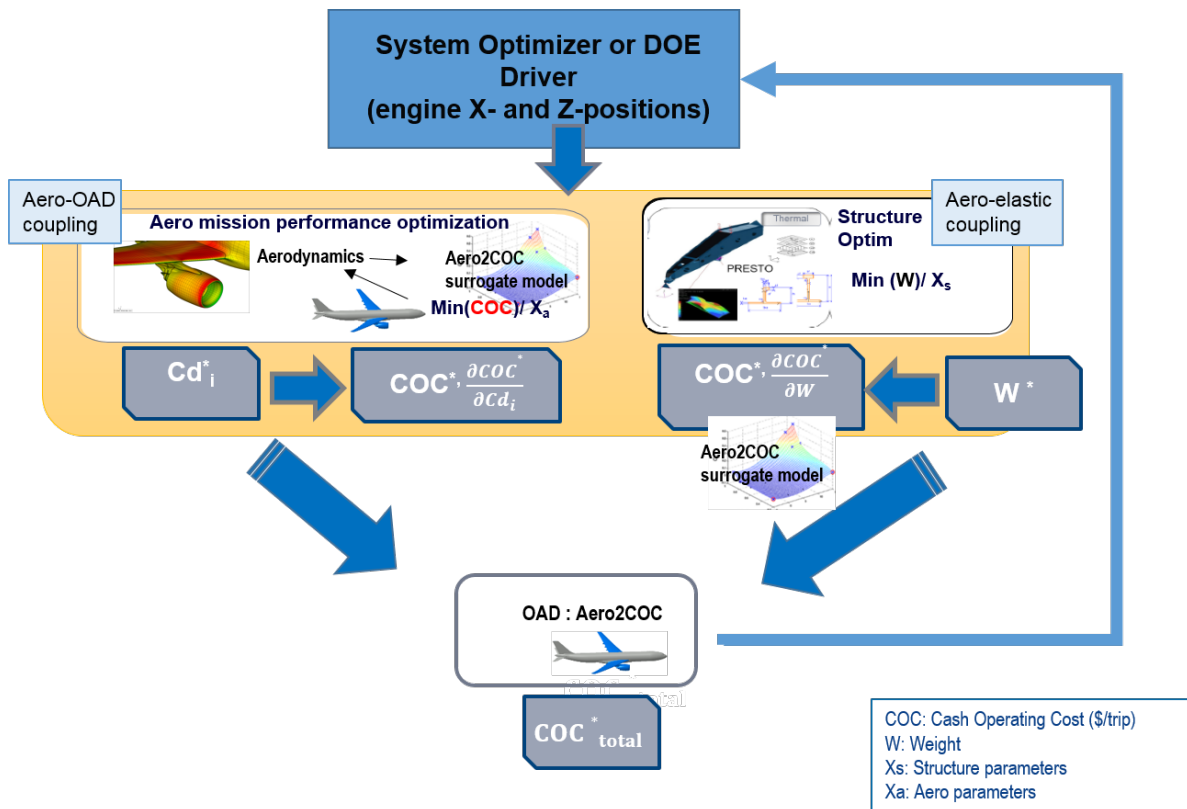 System Optimizer or DOE
Driver
(engine X- and Z-positions)
Aero-OAD
coupling
Aero mission performance optimization
Aerodynamics
Aero2COC
surrogate model
Min(COC)/ Xa
Thermal
PRESTO
Structure
Optim
Min (W)/ Xs
Aero-elastic
coupling
Cd*i
COC*, ∂COC*/∂Cdi
COC*, ∂COC*/∂W
W *
Aero2COC
surrogate model
OAD : Aero2COC
COC *total
COC: Cash Operating Cost ($/trip)
W: Weight
Xs: Structure parameters
Xa: Aero parameters